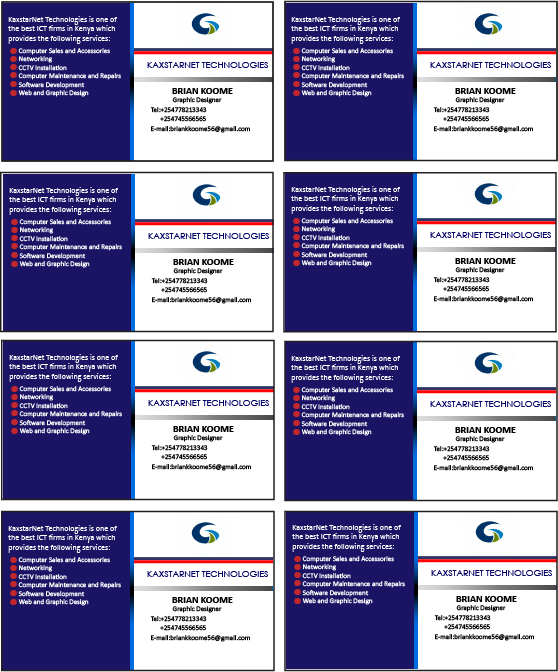 KaxstarNet Technologies is one of
the best ICT firms in Kenya which
provides the following services:
Computer Sales and Accessories
Networking
CCTV Installation
Computer Maintenance and Repairs
Software Development
Web and Graphic Design
KAXSTARNET TECHNOLOGIES
BRIAN KOOME
Graphic Designer
Tel:+254778213343
+254745566565
E-mail:briankkoome56@gmail.com
KaxstarNet Technologies is one of
the best ICT firms in Kenya which
provides the following services:
Computer Sales and Accessories
Networking
CCTV Installation
Computer Maintenance and Repairs
Software Development
Web and Graphic Design
KAXSTARNET TECHNOLOGIES
BRIAN KOOME
Graphic Designer
Tel:+254778213343
+254745566565
E-mail:briankkoome56@gmail.com
KaxstarNet Technologies is one of
the best ICT firms in Kenya which
provides the following services:
Computer Sales and Accessories
Networking
CCTV Installation
Computer Maintenance and Repairs
Software Development
Web and Graphic Design
KAXSTARNET TECHNOLOGIES
BRIAN KOOME
Graphic Designer
Tel:+254778213343
+254745566565
E-mail:briankkoome56@gmail.com
KaxstarNet Technologies is one of
the best ICT firms in Kenya which
provides the following services:
Computer Sales and Accessories
Networking
CCTV Installation
Computer Maintenance and Repairs
Software Development
Web and Graphic Design
KAXSTARNET TECHNOLOGIES
BRIAN KOOME
Graphic Designer
Tel:+254778213343
+254745566565
E-mail:briankkoome56@gmail.com
KaxstarNet Technologies is one of
the best ICT firms in Kenya which
provides the following services:
Computer Sales and Accessories
Networking
CCTV Installation
Computer Maintenance and Repairs
Software Development
Web and Graphic Design
KAXSTARNET TECHNOLOGIES
BRIAN KOOME
Graphic Designer
Tel:+254778213343
+254745566565
E-mail:briankkoome56@gmail.com
KaxstarNet Technologies is one of
the best ICT firms in Kenya which
provides the following services:
Computer Sales and Accessories
Networking
CCTV Installation
Computer Maintenance and Repairs
Software Development
Web and Graphic Design
KAXSTARNET TECHNOLOGIES
BRIAN KOOME
Graphic Designer
Tel:+254778213343
+254745566565
E-mail:briankkoome56@gmail.com
KaxstarNet Technologies is one of
the best ICT firms in Kenya which
provides the following services:
Computer Sales and Accessories
Networking
CCTV Installation
Computer Maintenance and Repairs
Software Development
Web and Graphic Design
KAXSTARNET TECHNOLOGIES
BRIAN KOOME
Graphic Designer
Tel:+254778213343
+254745566565
E-mail:briankkoome56@gmail.com
KaxstarNet Technologies is one of
the best ICT firms in Kenya which
provides the following services:
Computer Sales and Accessories
Networking
CCTV Installation
Computer Maintenance and Repairs
Software Development
Web and Graphic Design
KAXSTARNET TECHNOLOGIES
BRIAN KOOME
Graphic Designer
Tel:+254778213343
+254745566565
E-mail:briankkoome56@gmail.com